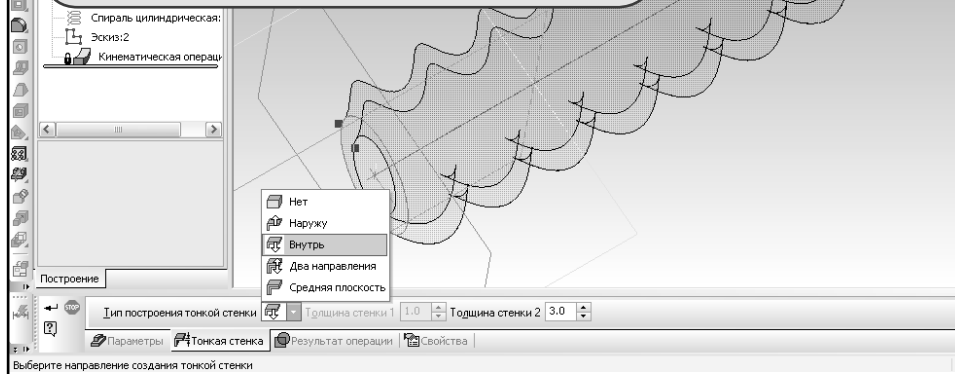 Спираль цилиндрическая:
Эскиз:2
Кинематическая операци
Нет
Наружу
Внутрь
Два направления
Средняя плоскость
Построение
STOP
Тип построения тонкой стенки Толщина стенки 1 1.0 Толщина стенки 2 3.0
Параметры Тонкая стенка Результат операции Свойства
Выберите направление создания тонкой стенки